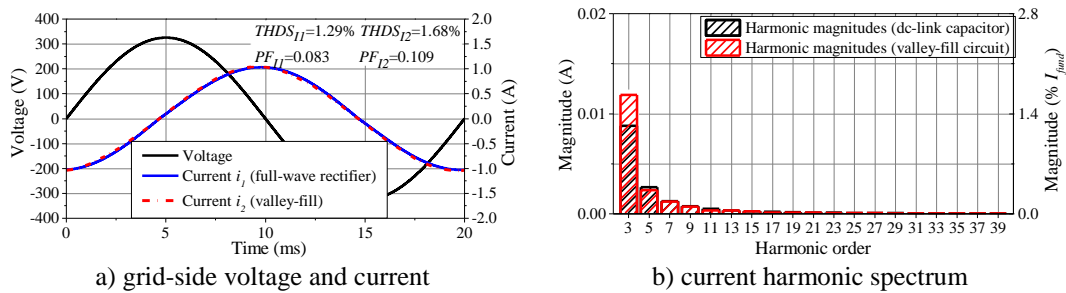 THDS_I1=1.29% THDS_I2=1.68%
PF_I1=0.083 PF_I2=0.109
Voltage (V)
400
300
200
100
0
-100
-200
-300
-400
2.0
1.5
1.0
0.5
0.0
-0.5
-1.0
-1.5
-2.0
Current (A)
Voltage
Current i_1 (full-wave rectifier)
Current i_2 (valley-fill)
0 5 10 15 20
Time (ms)
a) grid-side voltage and current
Magnitude (A)
0.02
0.01
0.00
Harmonic magnitudes (dc-link capacitor)
Harmonic magnitudes (valley-fill circuit)
2.8
1.4
0.0
Magnitude (% I_fund)
3 5 7 9 11 13 15 17 19 21 23 25 27 29 31 33 35 37 39
Harmonic order
b) current harmonic spectrum